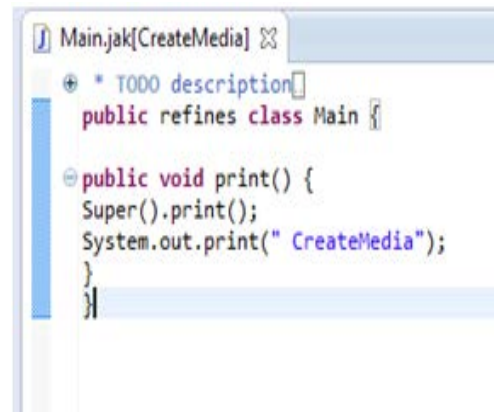 Main.jak[CreateMedia]
* TODO description
public refines class Main {
public void print() {
Super().print();
System.out.print(" CreateMedia");
}
}